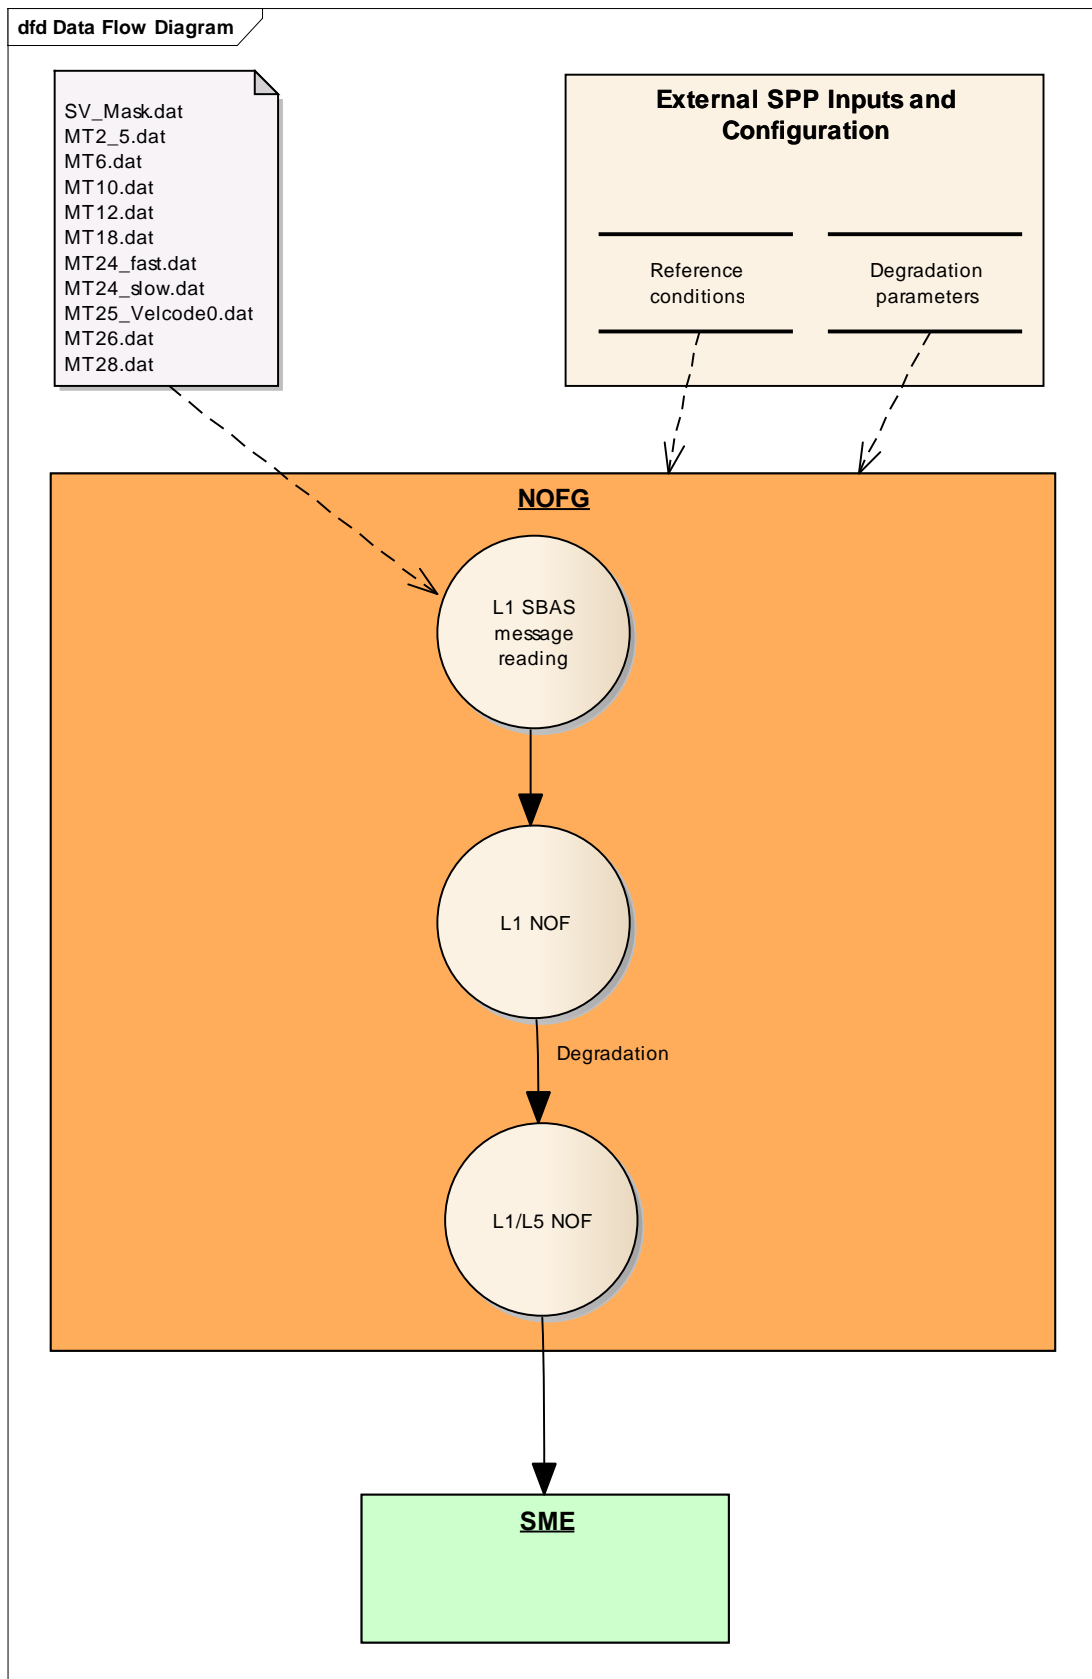 dfd Data Flow Diagram
SV_Mask.dat
MT2_5.dat
MT6.dat
MT10.dat
MT12.dat
MT18.dat
MT24_fast.dat
MT24_slow.dat
MT25_Velcode0.dat
MT26.dat
MT28.dat
External SPP Inputs and
Configuration
Reference
conditions
Degradation
parameters
NOFG
L1 SBAS
message
reading
L1 NOF
Degradation
L1/L5 NOF
SME